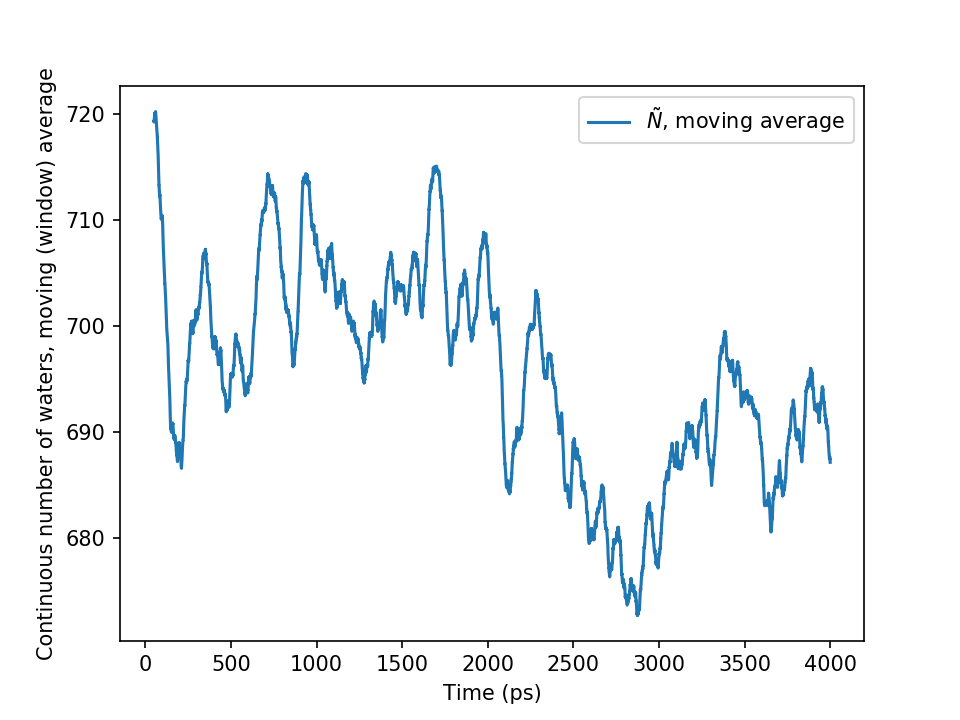 Ñ, moving average
Continuous number of waters, moving (window) average
720
710
700
690
680
0 500 1000 1500 2000 2500 3000 3500 4000
Time (ps)